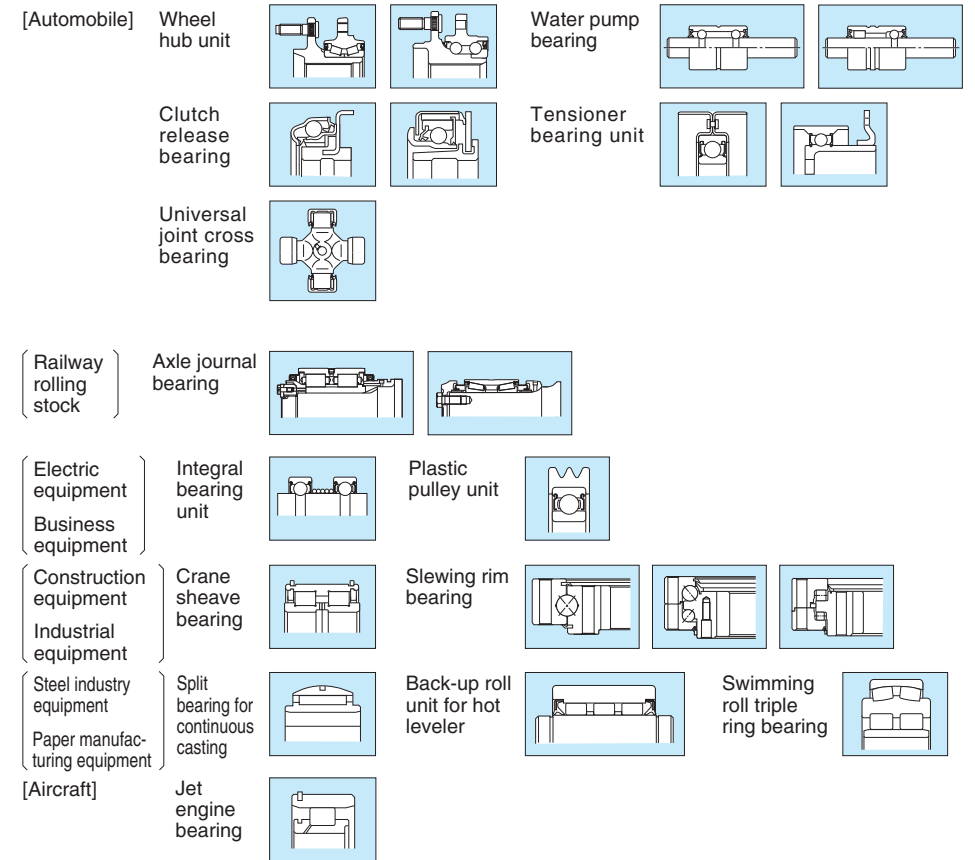 [Automobile]
Wheel
hub unit
Water pump
bearing
Clutch
release
bearing
Tensioner
bearing unit
Universal
joint cross
bearing
Railway
rolling
stock
Axle journal
bearing
Electric
equipment
Business
equipment
Integral
bearing
unit
Plastic
pulley unit
Construction
equipment
Industrial
equipment
Crane
sheave
bearing
Slewing rim
bearing
Steel industry
equipment
Paper manufac-
turing equipment
Split
bearing for
continuous
casting
Back-up roll
unit for hot
leveler
Swimming
roll triple
ring bearing
[Aircraft]
Jet
engine
bearing